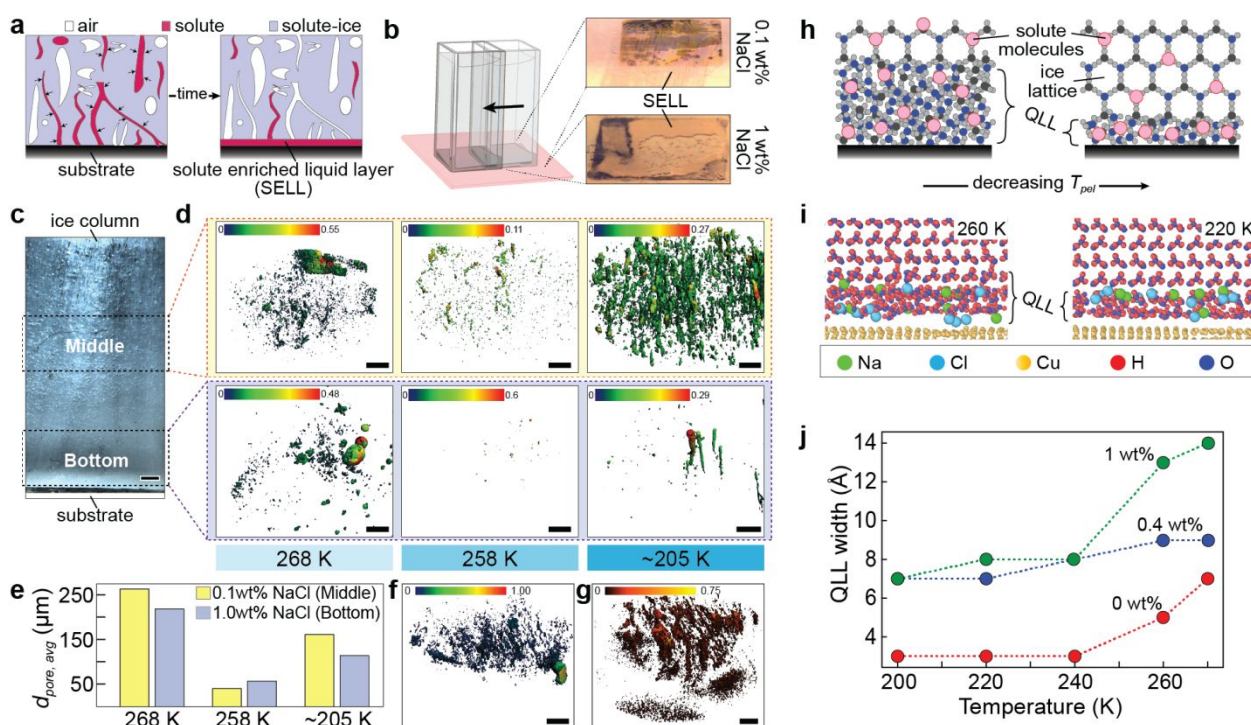 a
air
solute
solute-ice
time
substrate
solute enriched liquid layer
(SELL)
b
0.1 wt%
NaCl
SELL
1 wt%
NaCl
h
solute
molecules
ice
lattice
QLL
decreasing Tpel
c
ice column
Middle
Bottom
substrate
d
0 0.55
0 0.11
0 0.27
0 0.48
0 0.6
0 0.29
268 K
258 K
~205 K
i
260 K
220 K
QLL
Na
Cl
Cu
H
O
e
dpore, avg (μm)
250
150
50
0.1wt% NaCl (Middle)
1.0wt% NaCl (Bottom)
268 K 258 K ~205 K
f
0 1.00
g
0 0.75
j
QLL width (Å)
14
12
10
8
6
4
1 wt%
0.4 wt%
0 wt%
200 220 240 260
Temperature (K)